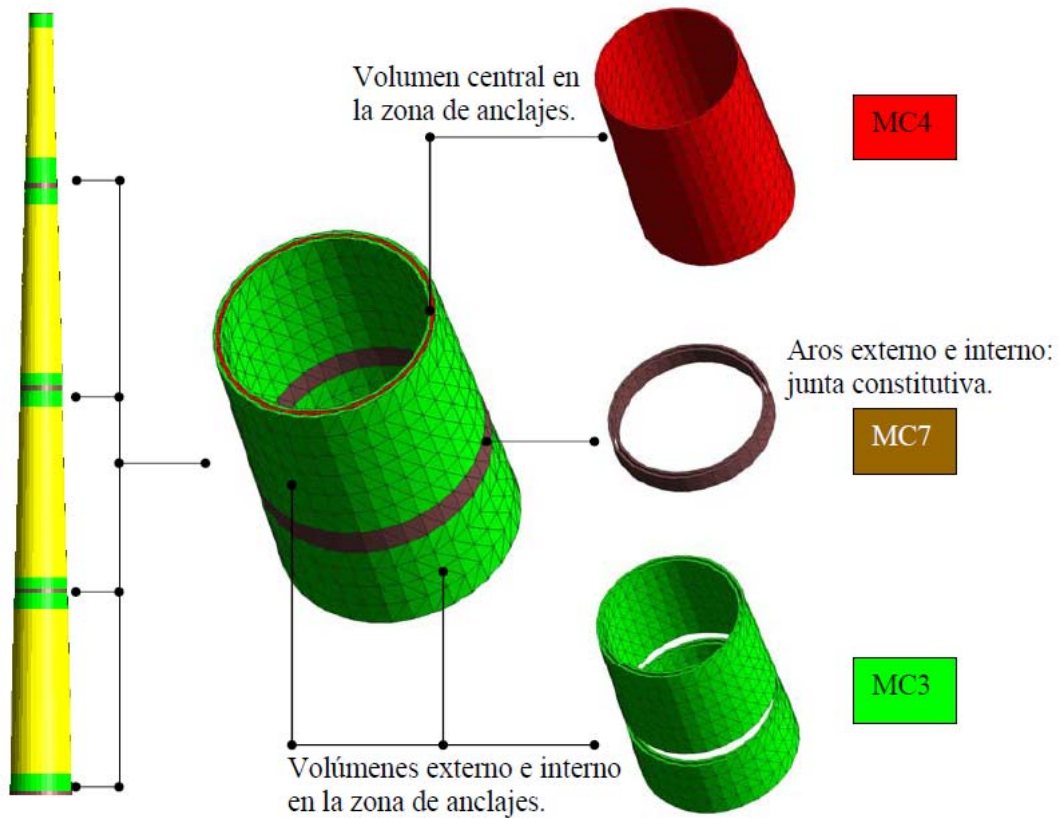 Volumen central en
la zona de anclajes.
MC4
Aros externo e interno:
junta constitutiva.
MC7
MC3
Volúmenes externo e interno
en la zona de anclajes.